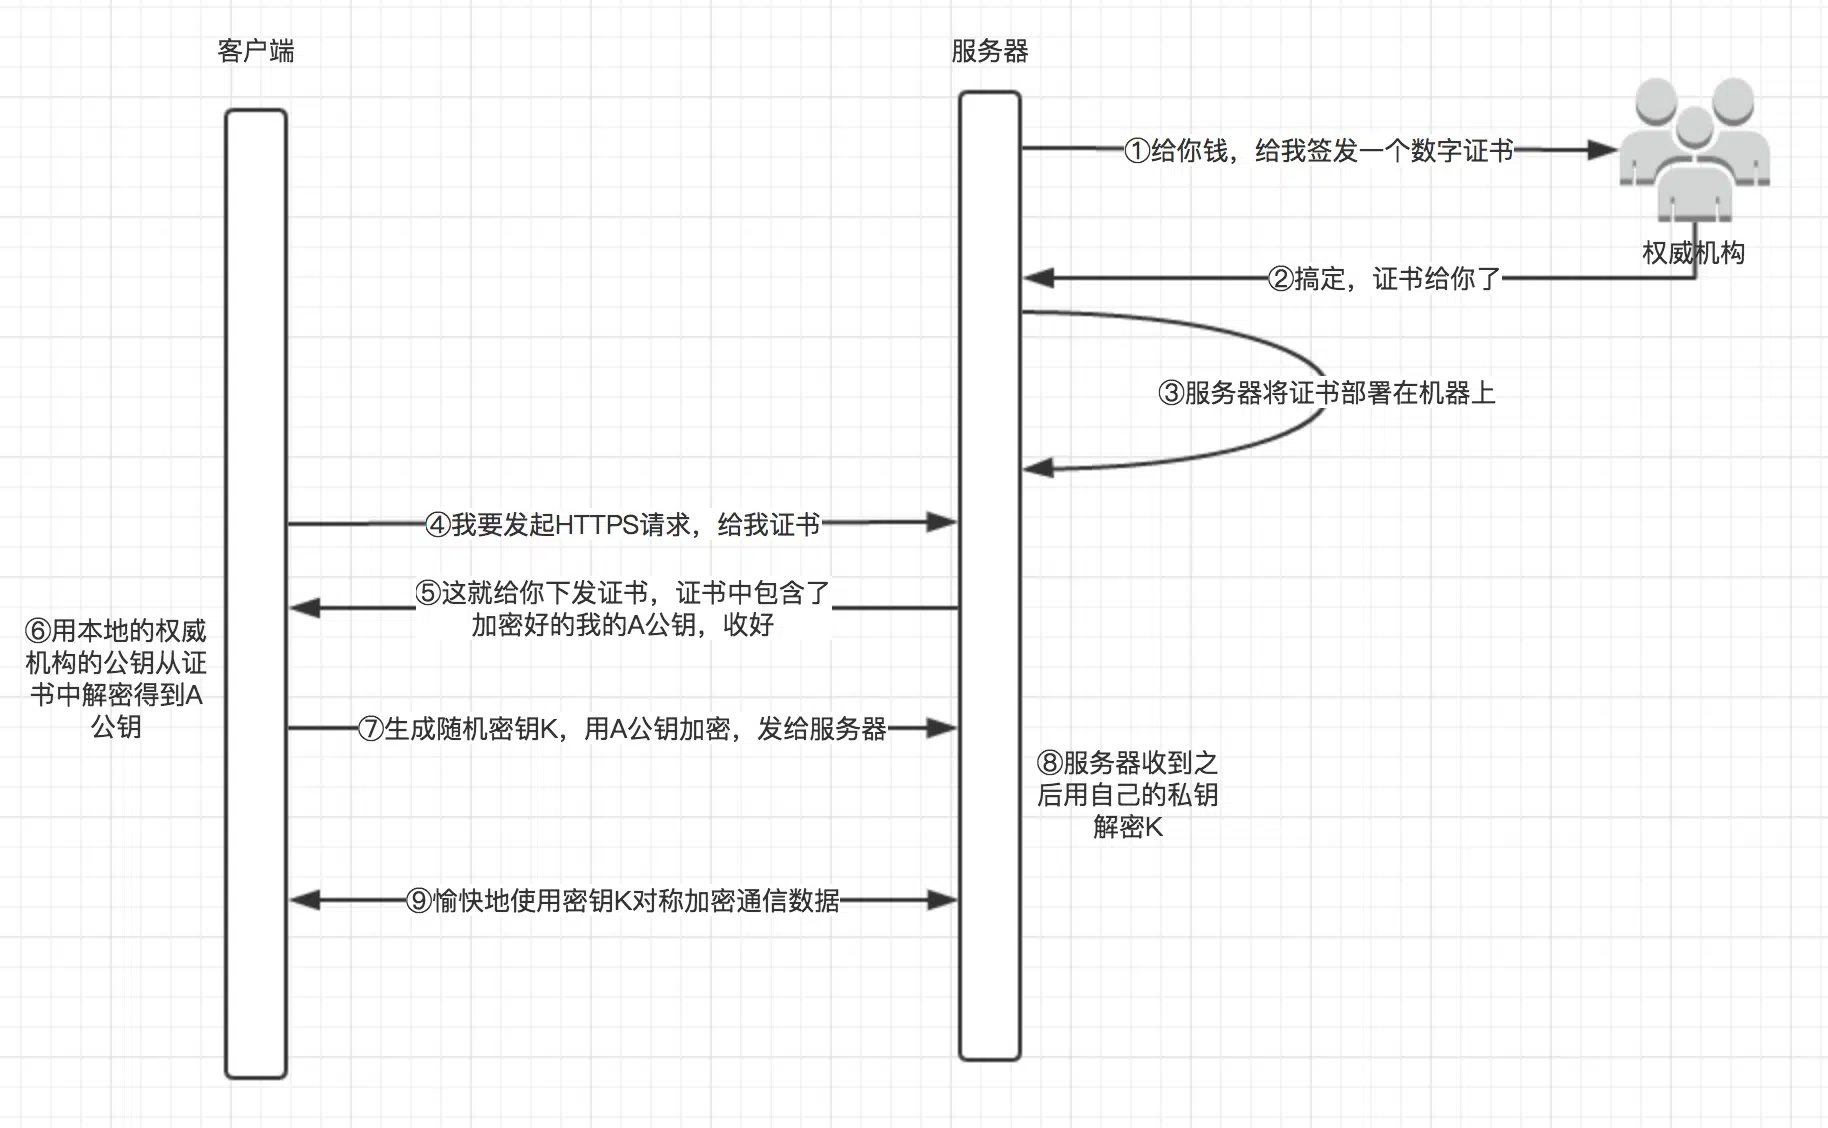 客户端
服务器
①给你钱，给我签发一个数字证书
权威机构
②搞定，证书给你了
③服务器将证书部署在机器上
④我要发起HTTPS请求，给我证书
⑤这就给你下发证书，证书中包含了
加密好的我的A公钥，收好
⑥用本地的权威
机构的公钥从证
书中解密得到A
公钥
⑦生成随机密钥K，用A公钥加密，发给服务器
⑧服务器收到之
后用自己的私钥
解密K
⑨愉快地使用密钥K对称加密通信数据